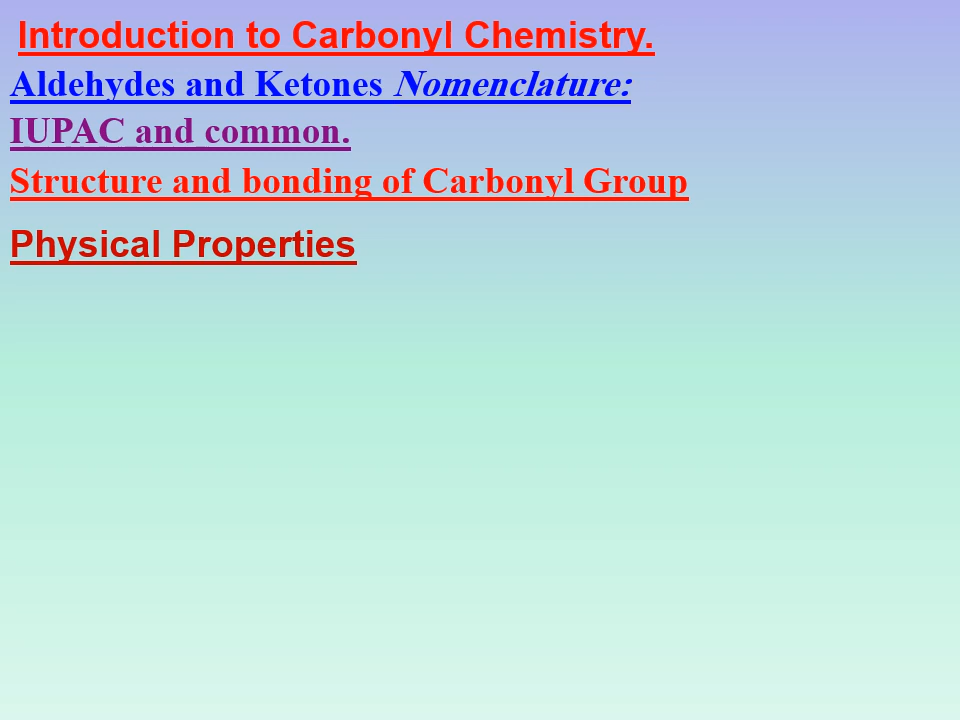 Introduction to Carbonyl Chemistry.
Aldehydes and Ketones Nomenclature:
IUPAC and common.
Structure and bonding of Carbonyl Group
Physical Properties